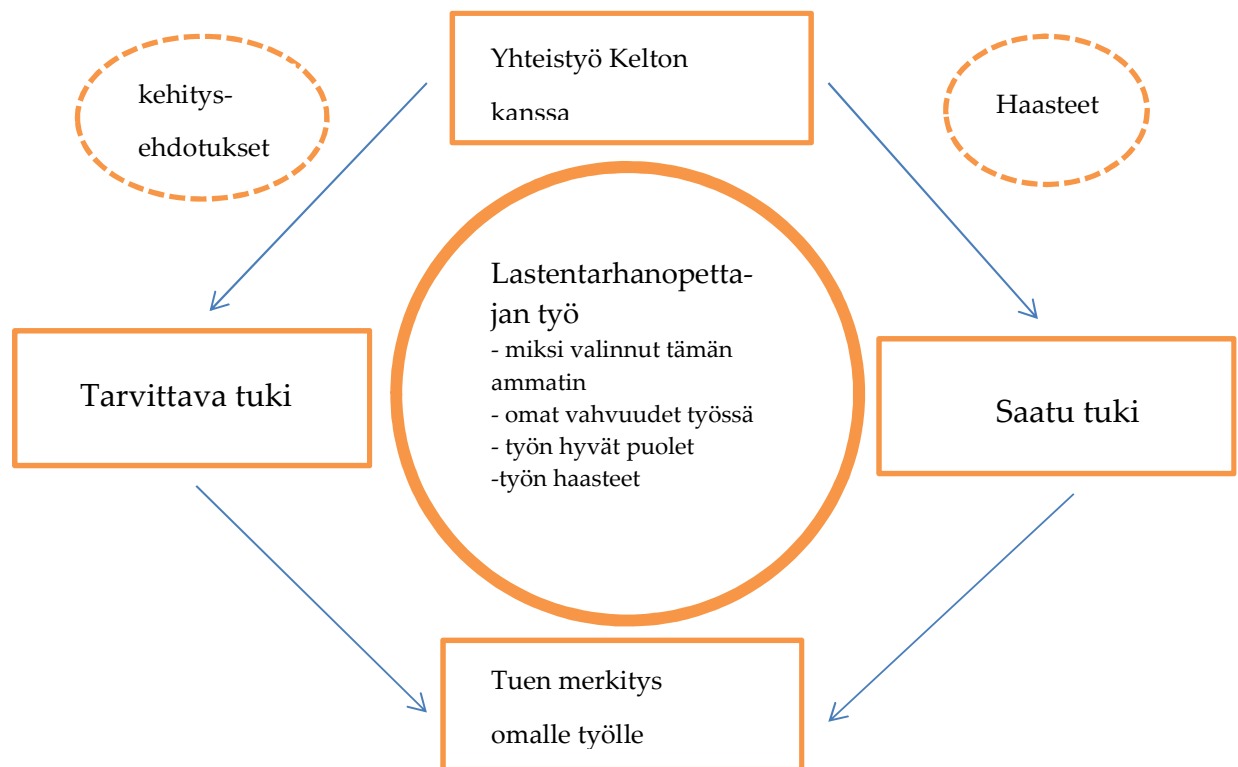 kehitys-
ehdotukset
Yhteistyö Kelton
kanssa
Haasteet
Lastentarhanopetta-
jan työ
- miksi valinnut tämän
ammatin
- omat vahvuudet työssä
- työn hyvät puolet
-työn haasteet
Tarvittava tuki
Saatu tuki
Tuen merkitys
omalle työlle